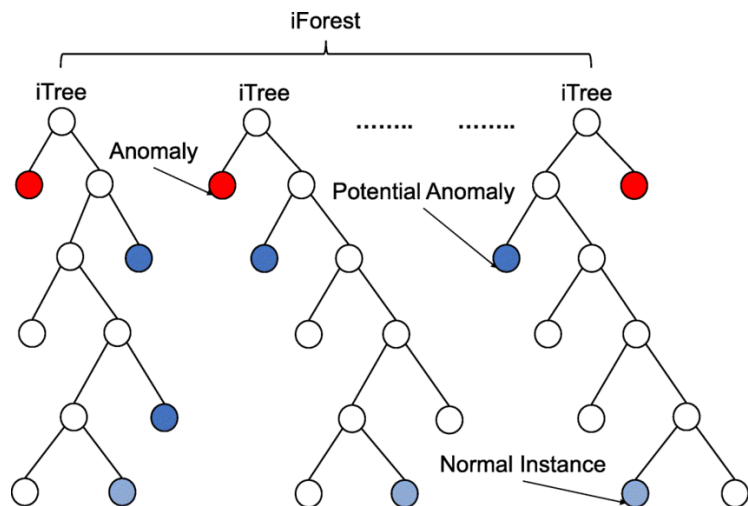 iForest
iTree
iTree
........
........
iTree
Anomaly
Potential Anomaly
Normal Instance